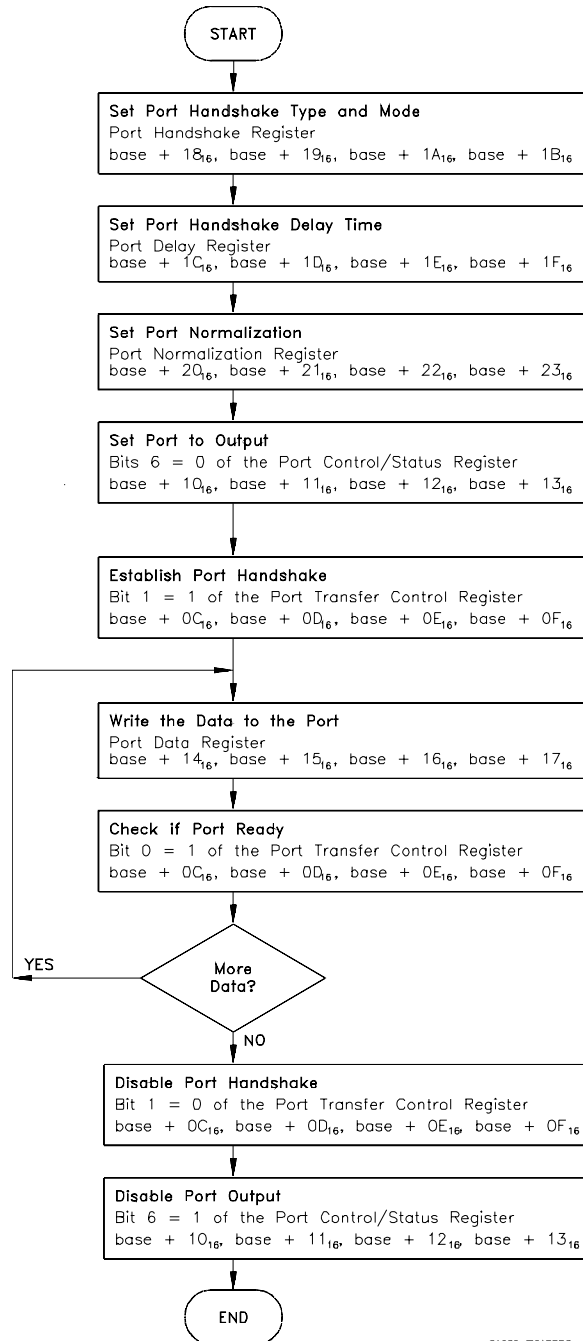 START
Set Port Handshake Type and Mode
Port Handshake Register
base + 18₁₆, base + 19₁₆, base + 1A₁₆, base + 1B₁₆
Set Port Handshake Delay Time
Port Delay Register
base + 1C₁₆, base + 1D₁₆, base + 1E₁₆, base + 1F₁₆
Set Port Normalization
Port Normalization Register
base + 20₁₆, base + 21₁₆, base + 22₁₆, base + 23₁₆
Set Port to Output
Bits 6 = 0 of the Port Control/Status Register
base + 10₁₆, base + 11₁₆, base + 12₁₆, base + 13₁₆
Establish Port Handshake
Bit 1 = 1 of the Port Transfer Control Register
base + 0C₁₆, base + 0D₁₆, base + 0E₁₆, base + 0F₁₆
Write the Data to the Port
Port Data Register
base + 14₁₆, base + 15₁₆, base + 16₁₆, base + 17₁₆
Check if Port Ready
Bit 0 = 1 of the Port Transfer Control Register
base + 0C₁₆, base + 0D₁₆, base + 0E₁₆, base + 0F₁₆
YES
More
Data?
NO
Disable Port Handshake
Bit 1 = 0 of the Port Transfer Control Register
base + 0C₁₆, base + 0D₁₆, base + 0E₁₆, base + 0F₁₆
Disable Port Output
Bit 6 = 1 of the Port Control/Status Register
base + 10₁₆, base + 11₁₆, base + 12₁₆, base + 13₁₆
END